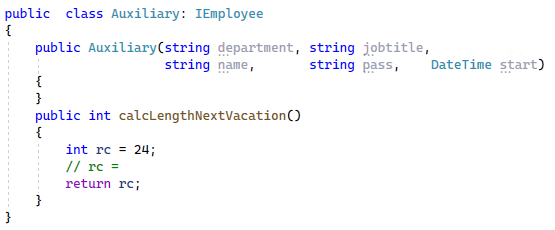 public  class Auxiliary: IEmployee
{
    public Auxiliary(string department, string jobtitle,
                     string name,       string pass,    DateTime start)
    {
    }
    public int calcLengthNextVacation()
    {
        int rc = 24;
        // rc =
        return rc;
    }
}